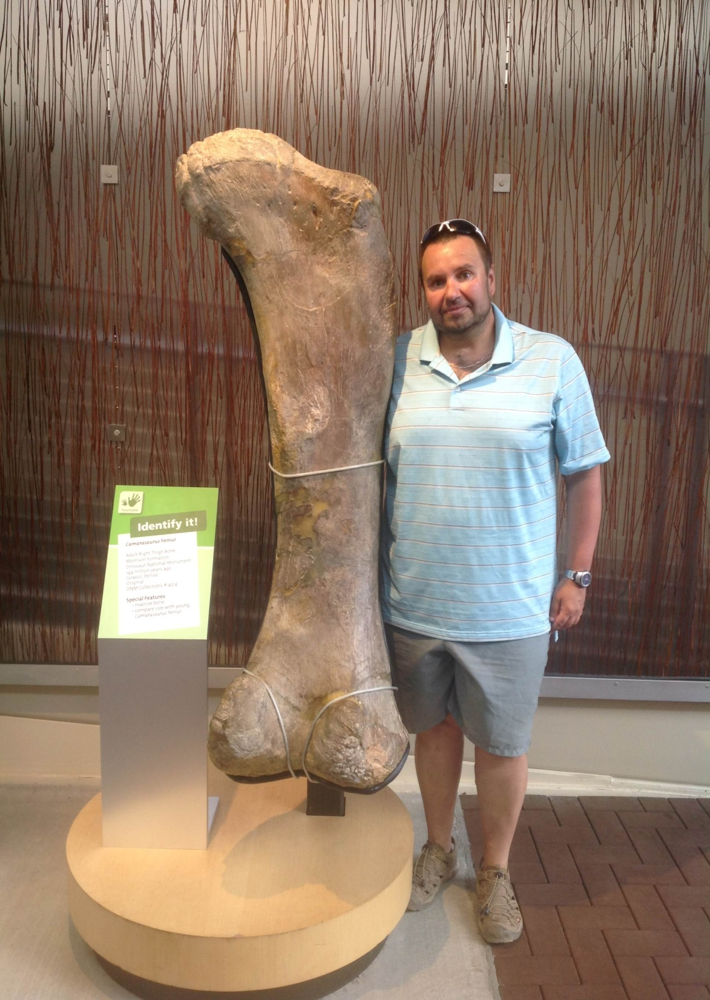 touchable
Identify it!
Camarasaurus Femur
Adult Right Thigh Bone
Morrison Formation
Dinosaur National Monument
149 million years ago
Jurassic Period
Original
DNM Collections # 4514
Special Features:
- massive bone
- compare size with young
Camarasaurus femur